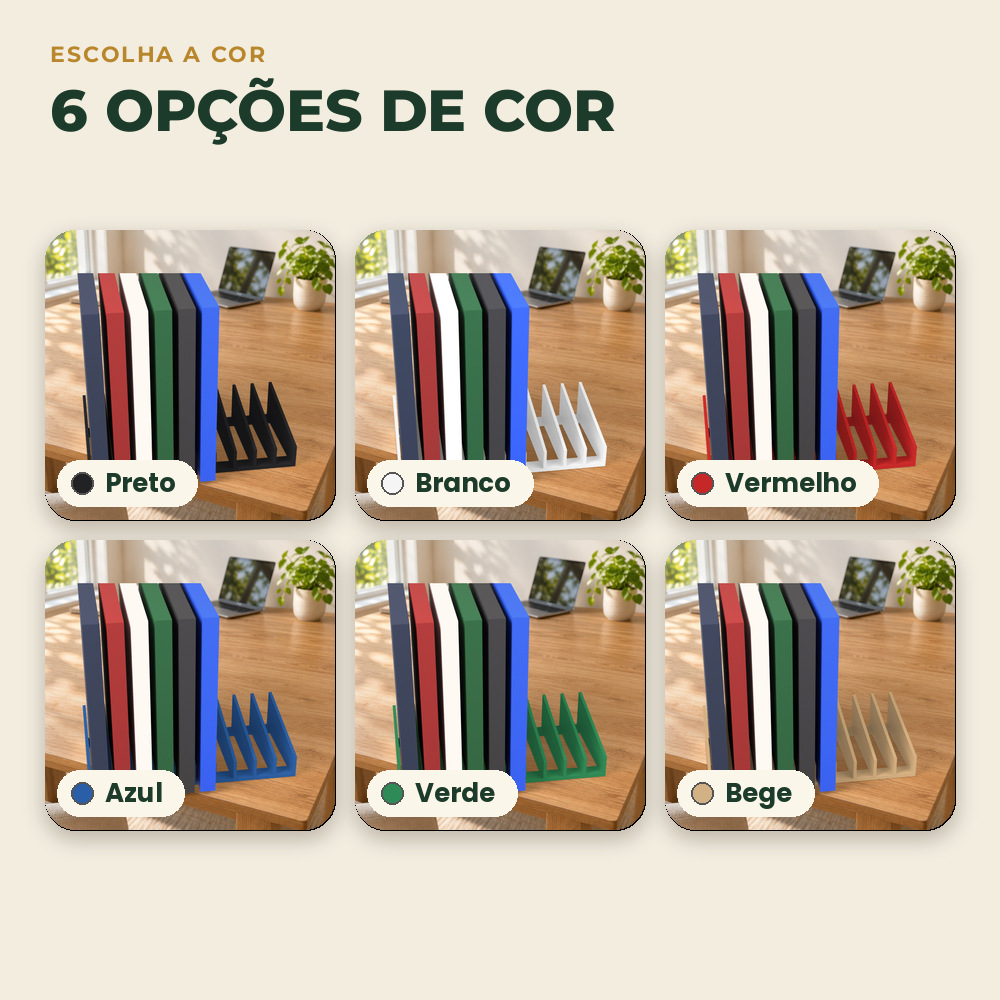 ESCOLHA A COR
6 OPÇÕES DE COR
Preto
Branco
Vermelho
Azul
Verde
Bege